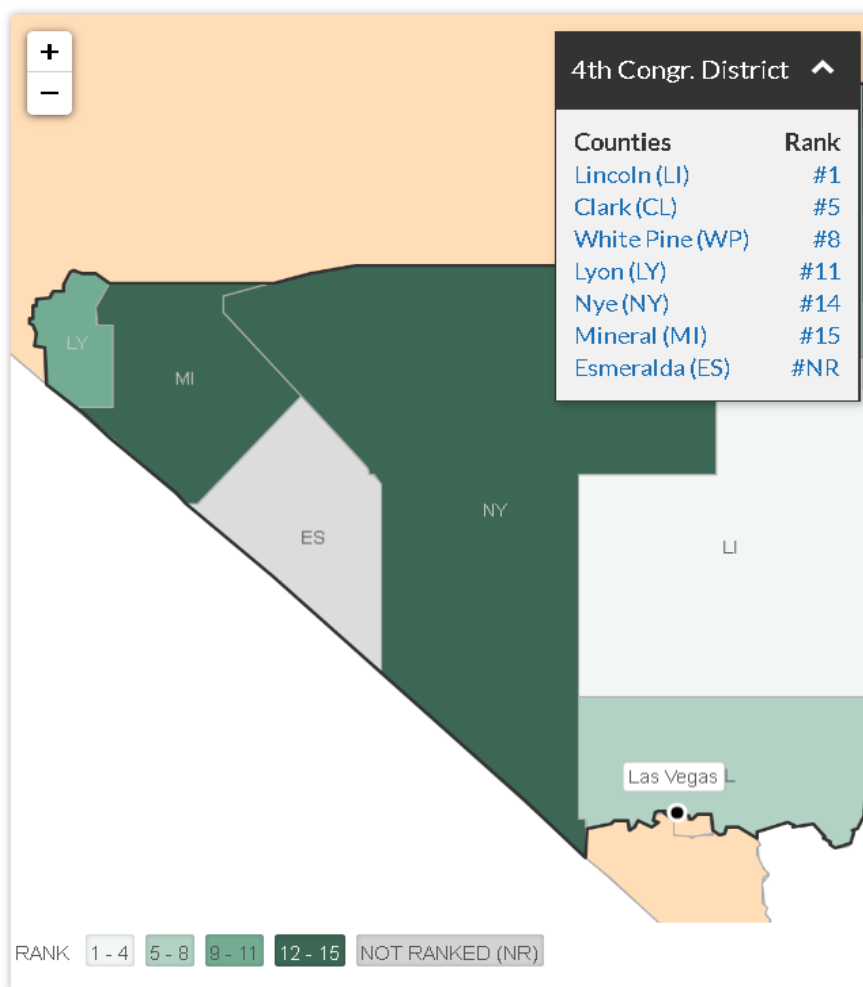 +
−
4th Congr. District
Counties Rank
Lincoln (LI) #1
Clark (CL) #5
White Pine (WP) #8
Lyon (LY) #11
Nye (NY) #14
Mineral (MI) #15
Esmeralda (ES) #NR
LY
MI
ES
NY
LI
Las Vegas L
RANK 1 - 4 5 - 8 9 - 11 12 - 15 NOT RANKED (NR)